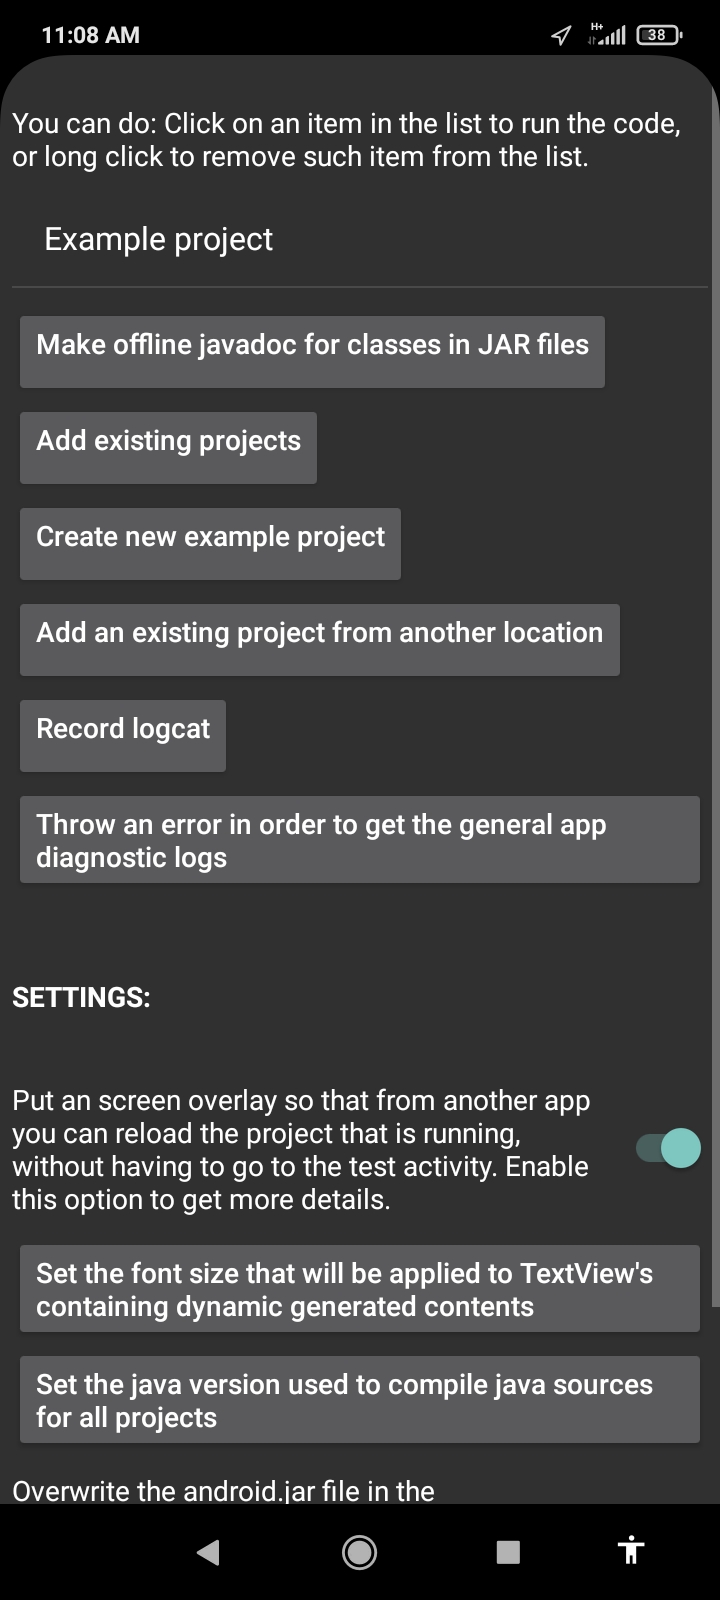 11:08 AM
H+
38
You can do: Click on an item in the list to run the code,
or long click to remove such item from the list.
Example project
Make offline javadoc for classes in JAR files
Add existing projects
Create new example project
Add an existing project from another location
Record logcat
Throw an error in order to get the general app
diagnostic logs
SETTINGS:
Put an screen overlay so that from another app
you can reload the project that is running,
without having to go to the test activity. Enable
this option to get more details.
Set the font size that will be applied to TextView's
containing dynamic generated contents
Set the java version used to compile java sources
for all projects
Overwrite the android.jar file in the